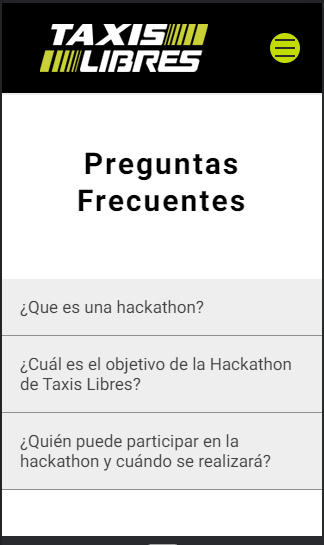 TAXIS
LIBRES
Preguntas
Frecuentes
¿Que es una hackathon?
¿Cuál es el objetivo de la Hackathon
de Taxis Libres?
¿Quién puede participar en la
hackathon y cuándo se realizará?